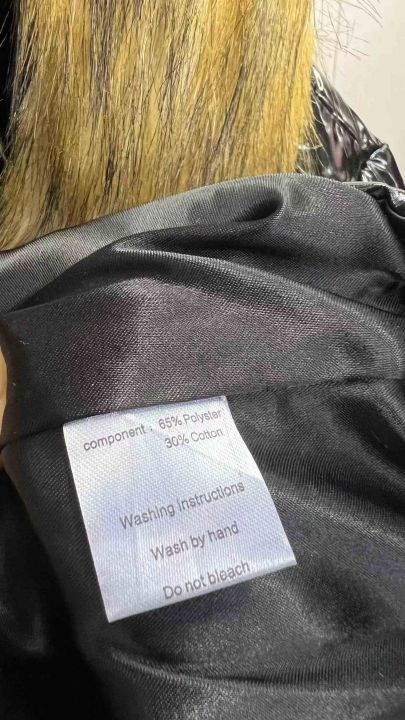 component : 65% Polyster
30% Cotton
Washing Instructions
Wash by hand
Do not bleach